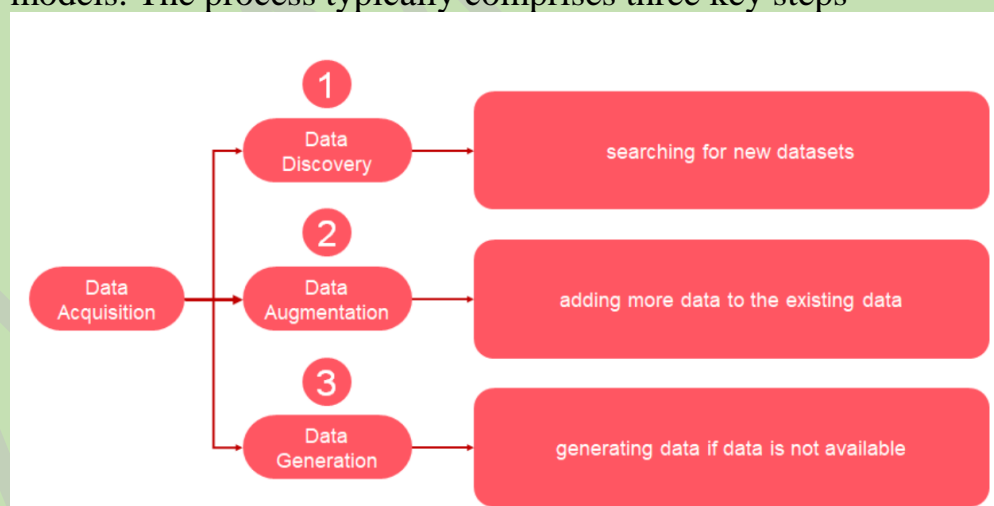 models. The process typically comprises three key steps
1
Data
Discovery
searching for new datasets
2
Data
Acquisition
Data
Augmentation
adding more data to the existing data
3
Data
Generation
generating data if data is not available